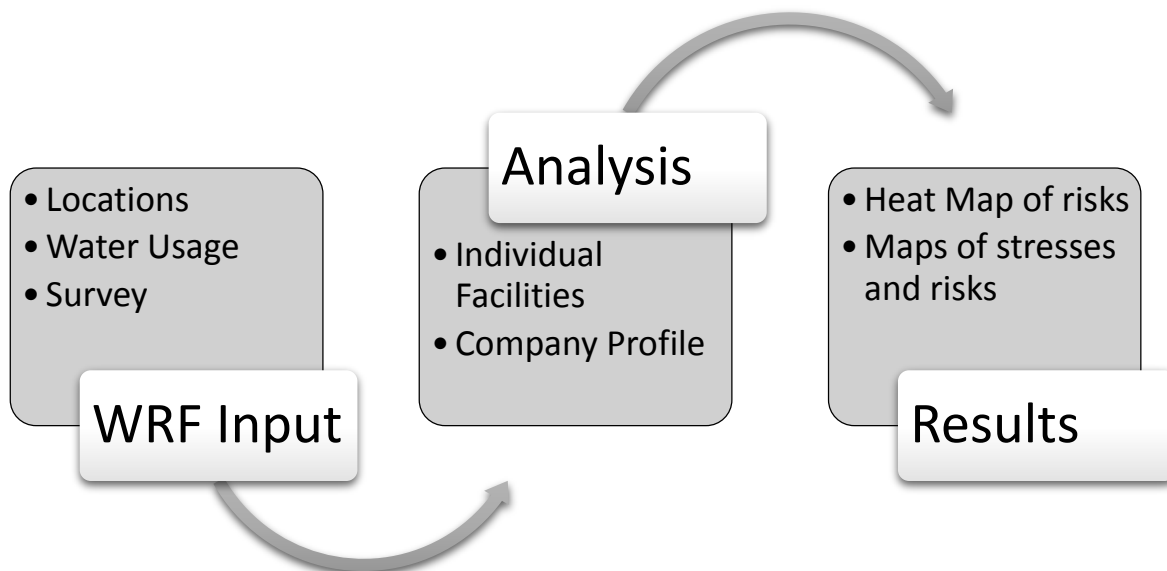 • Locations
• Water Usage
• Survey
WRF Input
Analysis
• Individual
Facilities
• Company Profile
• Heat Map of risks
• Maps of stresses
and risks
Results